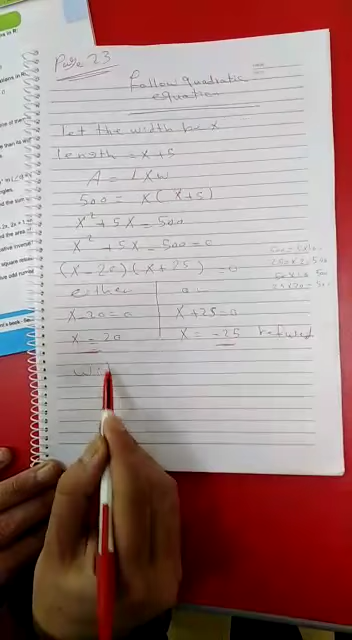 Page 23
Follow quadratic
equation
let the width be x
length = x + 5
A = L x w
500 = x (x+5)
x² + 5x = 500
x² + 5x - 500 = 0
(x - 20) (x + 25) = 0
either
or
x - 20 = 0
x + 25 = 0
x = 20
x = -25 refused